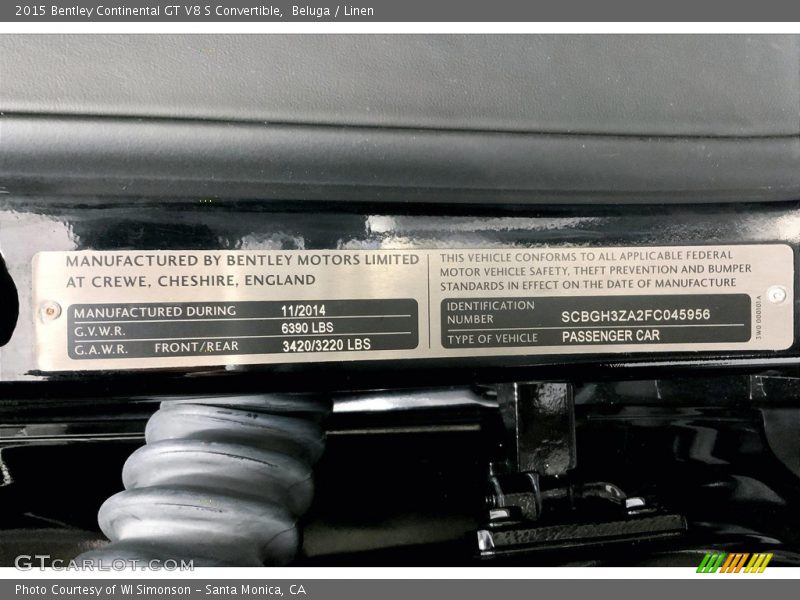 2015 Bentley Continental GT V8 S Convertible,  Beluga / Linen
MANUFACTURED BY BENTLEY MOTORS LIMITED
AT CREWE, CHESHIRE, ENGLAND
MANUFACTURED DURING 11/2014
G.V.W.R. 6390 LBS
G.A.W.R. FRONT/REAR 3420/3220 LBS
THIS VEHICLE CONFORMS TO ALL APPLICABLE FEDERAL
MOTOR VEHICLE SAFETY, THEFT PREVENTION AND BUMPER
STANDARDS IN EFFECT ON THE DATE OF MANUFACTURE
IDENTIFICATION
NUMBER SCBGH3ZA2FC045956
TYPE OF VEHICLE PASSENGER CAR
GTCARLOT.COM
Photo Courtesy of WI Simonson - Santa Monica, CA